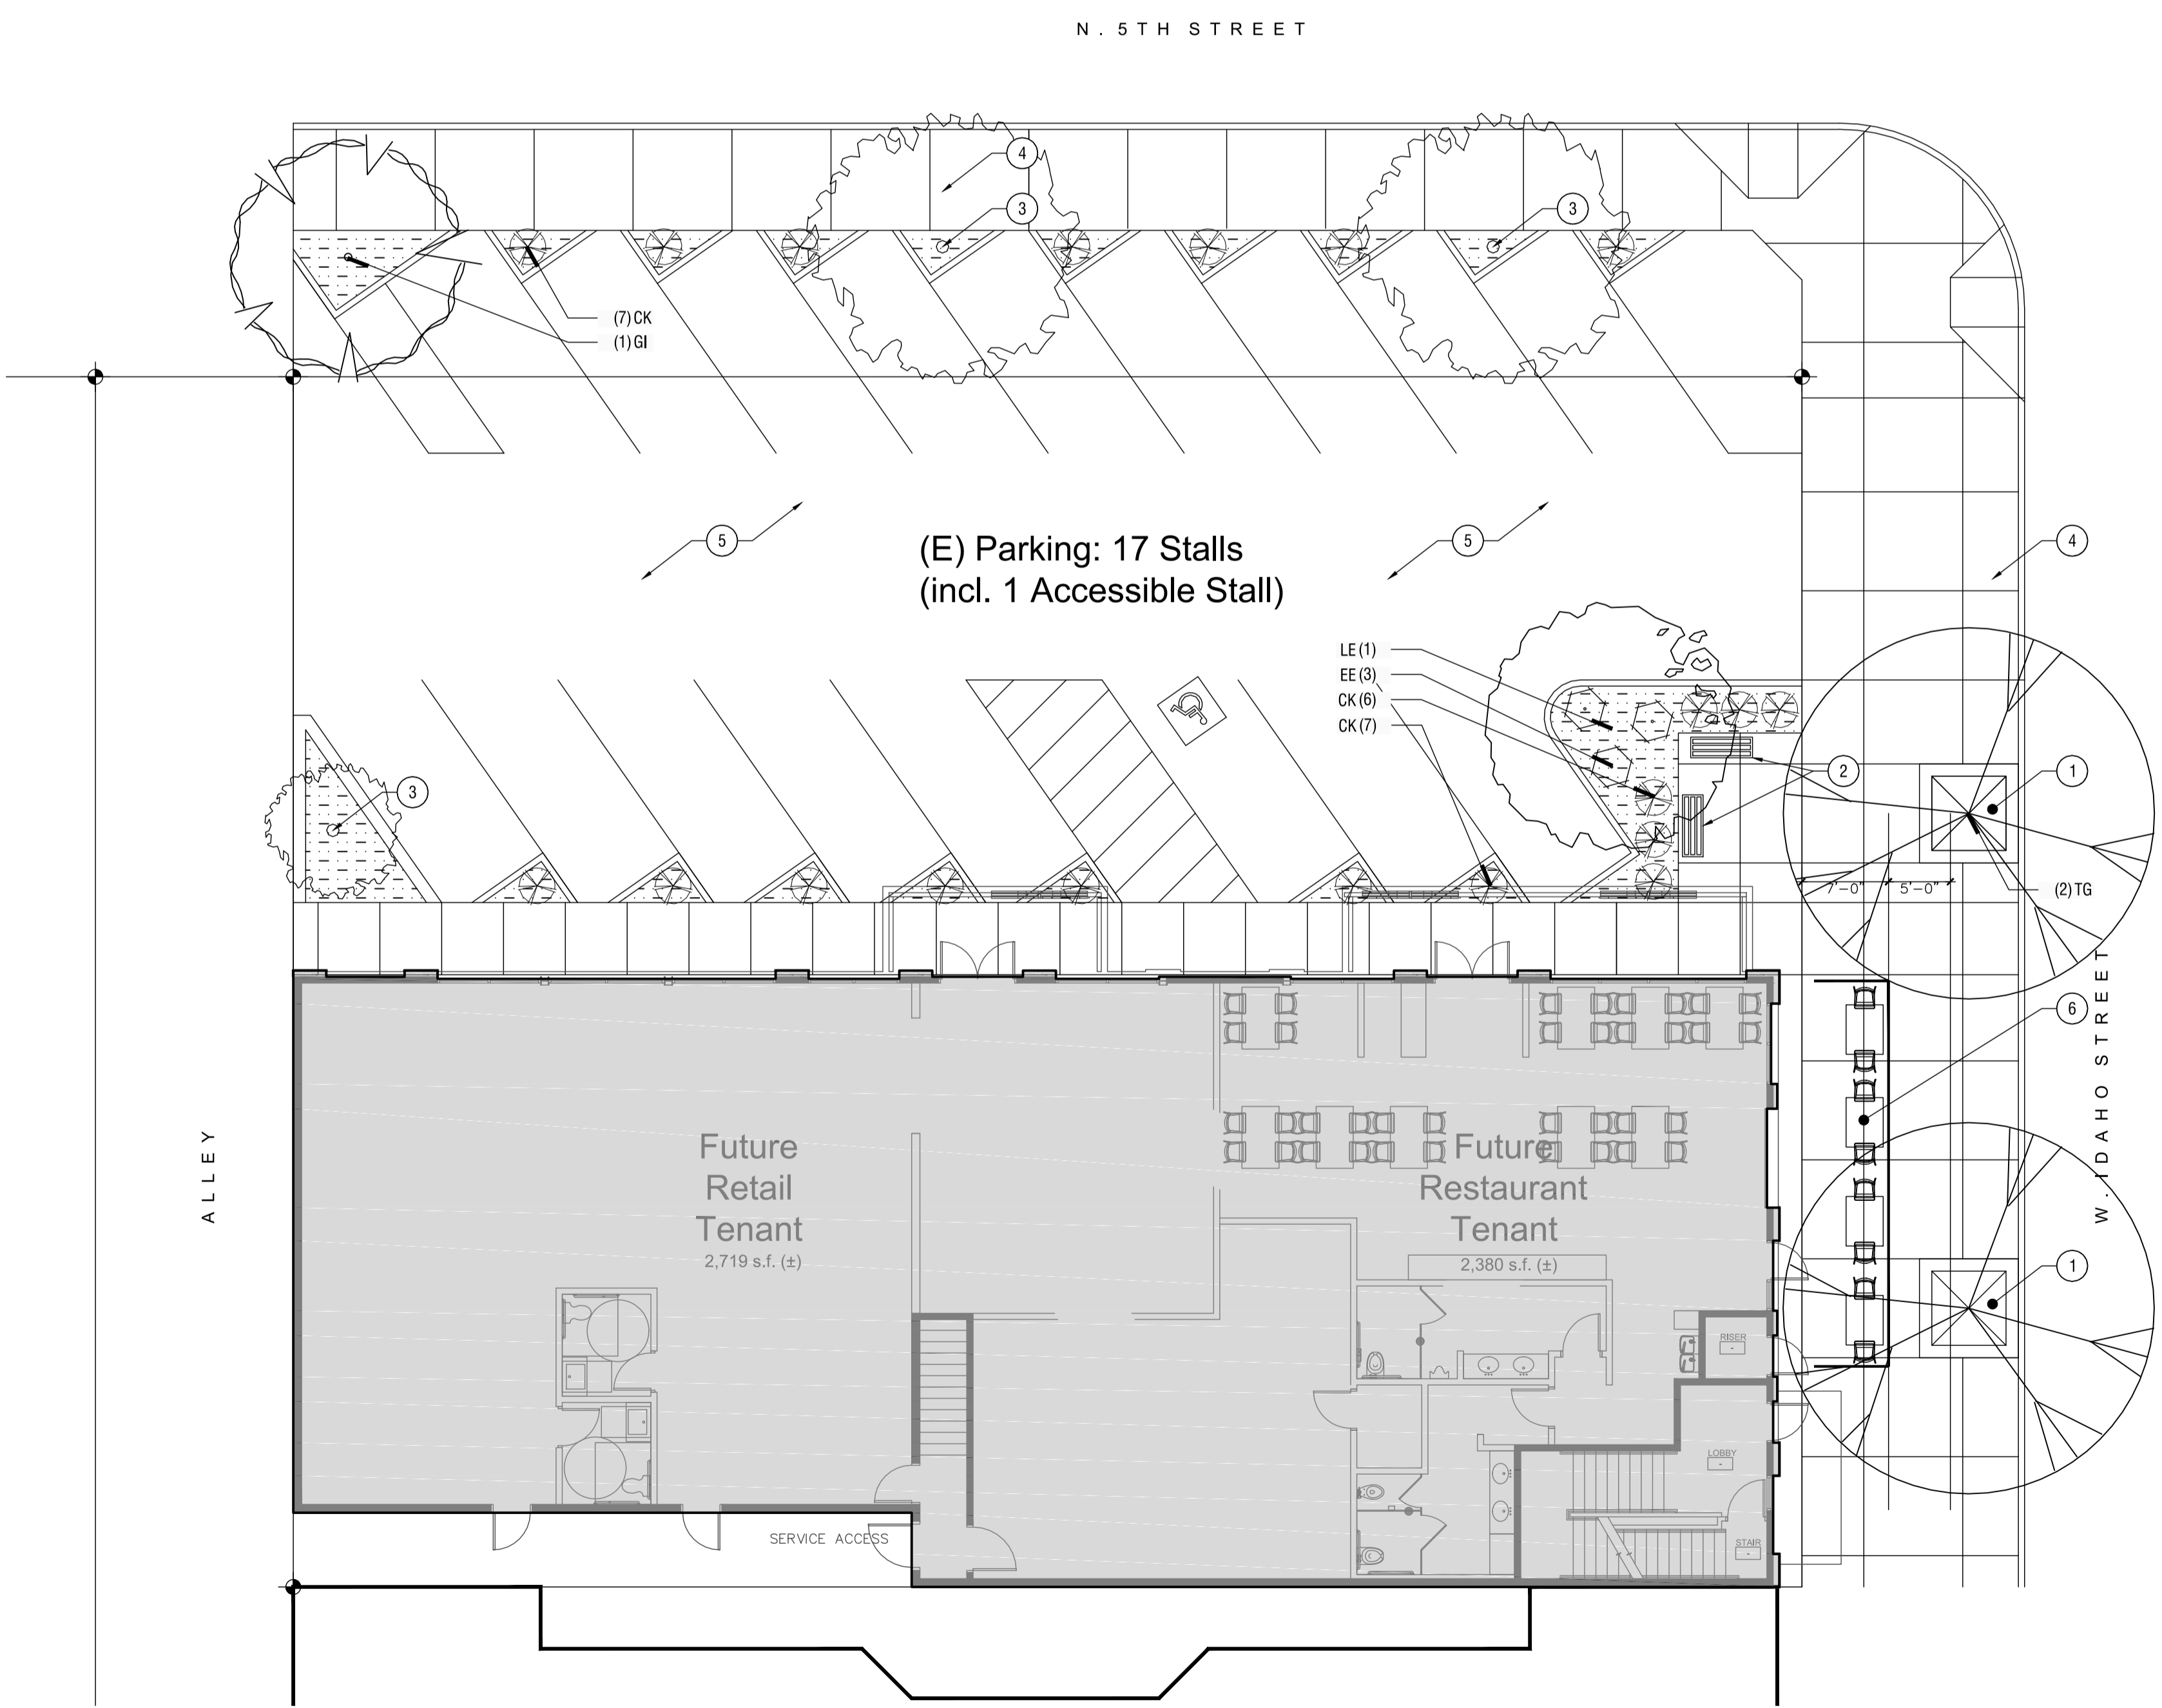 N. 5TH STREET
4
3
3
(7) CK
(1) GI
5
5
4
(E) Parking: 17 Stalls
(incl. 1 Accessible Stall)
LE (1)
EE (3)
CK (6)
CK (7)
2
1
3
7'-0"
5'-0"
(2) TG
6
W. IDAHO STREET
ALLEY
Future
Retail
Tenant
2,719 s.f. (±)
Future
Restaurant
Tenant
2,380 s.f. (±)
1
RISER
LOBBY
STAIR
SERVICE ACCESS